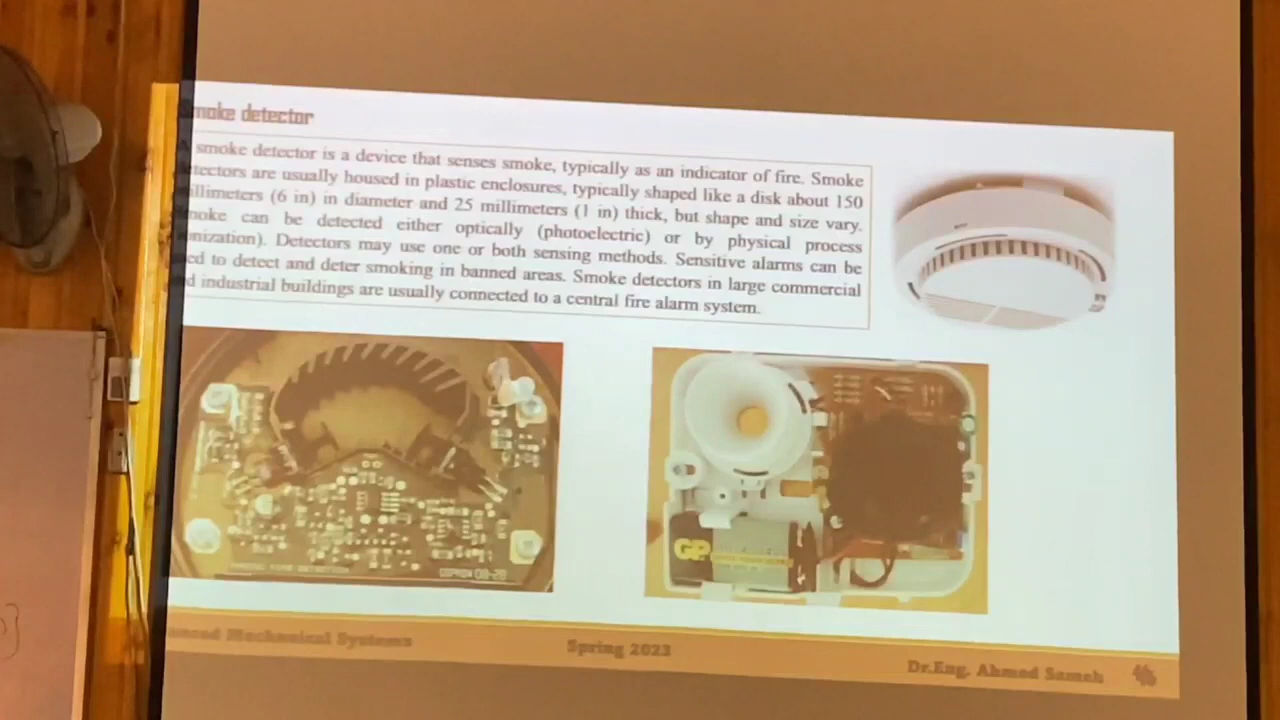 moke detector
smoke detector is a device that senses smoke, typically as an indicator of fire. Smoke
tectors are usually housed in plastic enclosures, typically shaped like a disk about 150
llimeters (6 in) in diameter and 25 millimeters (1 in) thick, but shape and size vary.
moke can be detected either optically (photoelectric) or by physical process
onization). Detectors may use one or both sensing methods. Sensitive alarms can be
ed to detect and deter smoking in banned areas. Smoke detectors in large commercial
d industrial buildings are usually connected to a central fire alarm system.
GP
Mechanical Systems
Spring 2023
Dr.Eng. Ahmed Sameh